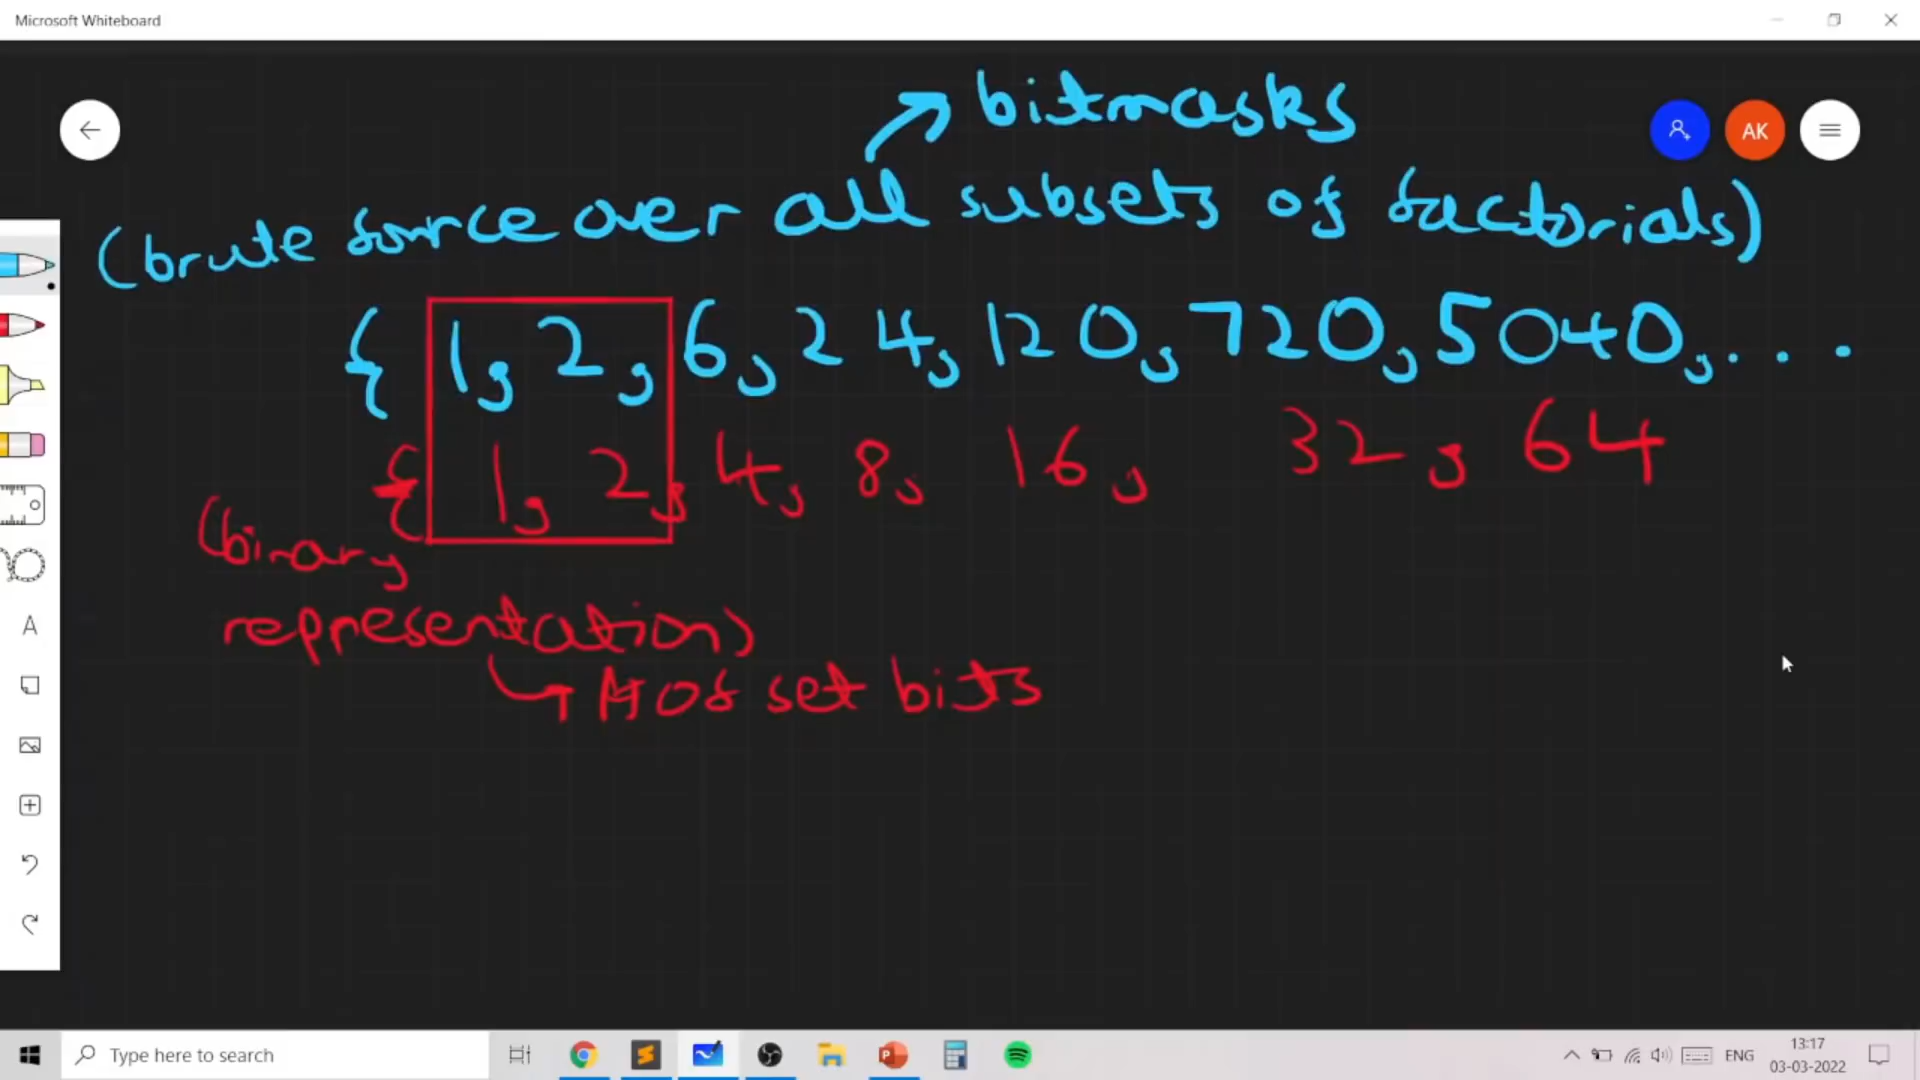 Microsoft Whiteboard
bitmasks
AK
(brute force over all subsets of factorials)
{ 1, 2, 6, 24, 120, 720, 5040, ...
{ 1, 2, 4, 8, 16, 32, 64
(binary
representation)
# of set bits
A
Type here to search
ENG
13:17
03-03-2022